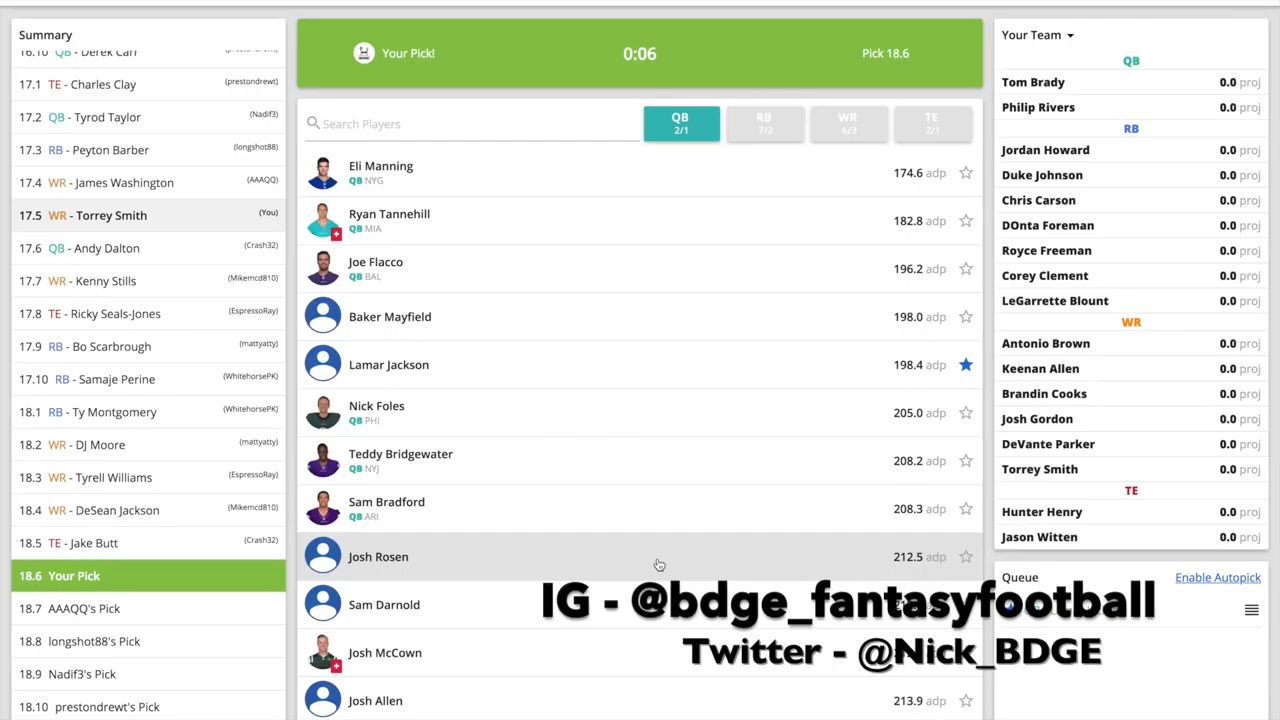 Summary
16.10 QB - Derek Carr (prestondrewt)
17.1 TE - Charles Clay (prestondrewt)
17.2 QB - Tyrod Taylor (Nadif3)
17.3 RB - Peyton Barber (longshot88)
17.4 WR - James Washington (AAAQQ)
17.5 WR - Torrey Smith (You)
17.6 QB - Andy Dalton (Crash32)
17.7 WR - Kenny Stills (Mikemcd810)
17.8 TE - Ricky Seals-Jones (EspressoRay)
17.9 RB - Bo Scarbrough (mattyatty)
17.10 RB - Samaje Perine (WhitehorsePK)
18.1 RB - Ty Montgomery (WhitehorsePK)
18.2 WR - DJ Moore (mattyatty)
18.3 WR - Tyrell Williams (EspressoRay)
18.4 WR - DeSean Jackson (Mikemcd810)
18.5 TE - Jake Butt (Crash32)
18.6 Your Pick
18.7 AAAQQ's Pick
18.8 longshot88's Pick
18.9 Nadif3's Pick
18.10 prestondrewt's Pick
Your Pick! 0:06 Pick 18.6
Search Players
QB
2/1
RB
7/2
WR
6/3
TE
2/1
Eli Manning 174.6 adp
QB NYG
Ryan Tannehill 182.8 adp
QB MIA
Joe Flacco 196.2 adp
QB BAL
Baker Mayfield 198.0 adp
Lamar Jackson 198.4 adp
Nick Foles 205.0 adp
QB PHI
Teddy Bridgewater 208.2 adp
QB NYJ
Sam Bradford 208.3 adp
QB ARI
Josh Rosen 212.5 adp
Sam Darnold
Josh McCown
Josh Allen 213.9 adp
Your Team
QB
Tom Brady 0.0 proj
Philip Rivers 0.0 proj
RB
Jordan Howard 0.0 proj
Duke Johnson 0.0 proj
Chris Carson 0.0 proj
DOnta Foreman 0.0 proj
Royce Freeman 0.0 proj
Corey Clement 0.0 proj
LeGarrette Blount 0.0 proj
WR
Antonio Brown 0.0 proj
Keenan Allen 0.0 proj
Brandin Cooks 0.0 proj
Josh Gordon 0.0 proj
DeVante Parker 0.0 proj
Torrey Smith 0.0 proj
TE
Hunter Henry 0.0 proj
Jason Witten 0.0 proj
Queue Enable Autopick
IG - @bdge_fantasyfootball
Twitter - @Nick_BDGE